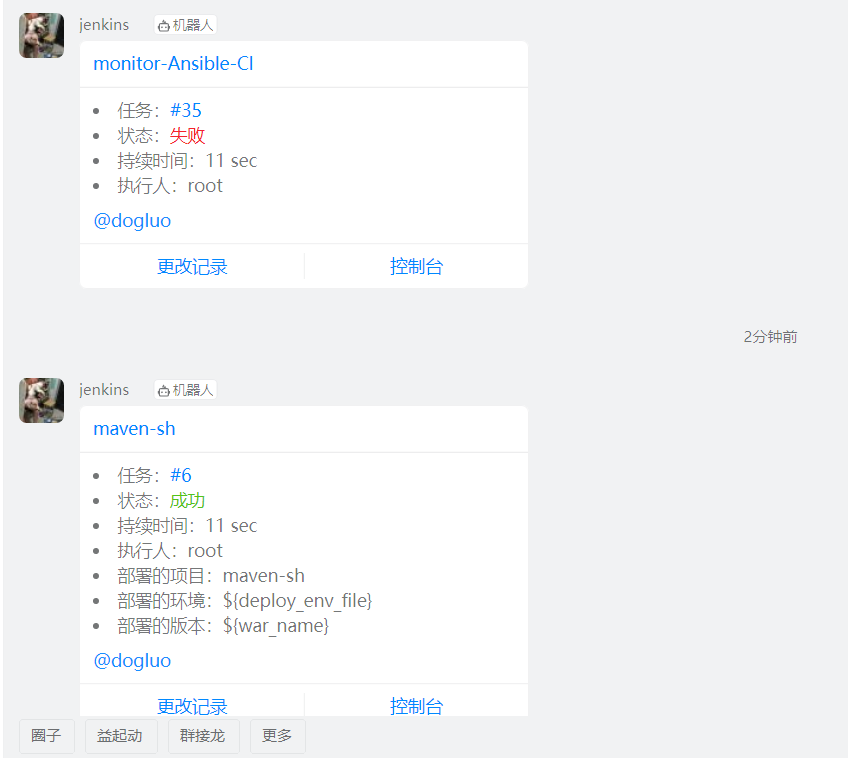 jenkins 机器人
monitor-Ansible-CI
任务：#35
状态：失败
持续时间：11 sec
执行人：root
@dogluo
更改记录 控制台
2分钟前
jenkins 机器人
maven-sh
任务：#6
状态：成功
持续时间：11 sec
执行人：root
部署的项目：maven-sh
部署的环境：${deploy_env_file}
部署的版本：${war_name}
@dogluo
更改记录 控制台
圈子 益起动 群接龙 更多